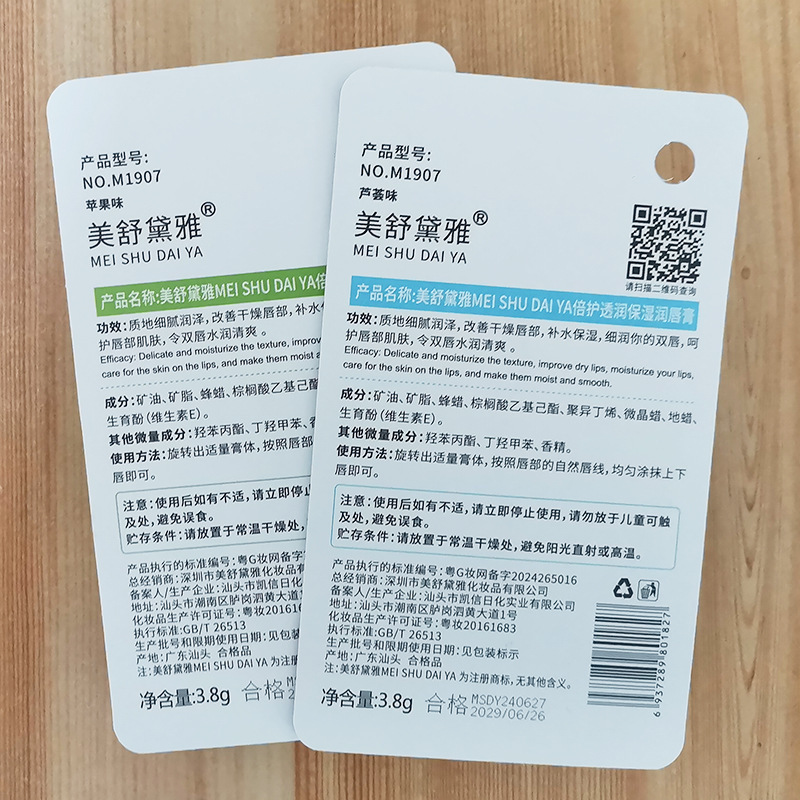 产品型号:
NO.M1907
苹果味
美舒黛雅®
MEI SHU DAI YA
产品名称:美舒黛雅MEI SHU DAI YA倍
功效:质地细腻润泽,改善干燥唇部,补水
护唇部肌肤,令双唇水润清爽。
Efficacy: Delicate and moisturize the texture, improve
care for the skin on the lips, and make them moist and
成分:矿油、矿脂、蜂蜡、棕榈酸乙基己酯
生育酚(维生素E)。
其他微量成分:羟苯丙酯、丁羟甲苯、香
使用方法:旋转出适量膏体,按照唇部
唇即可。
注意:使用后如有不适,请立即停止
及处,避免误食。
贮存条件:请放置于常温干燥处,
产品执行的标准编号:粤G妆网备字
总经销商:深圳市美舒黛雅化妆品有
备案人/生产企业:汕头市凯信日化
地址:汕头市潮南区胪岗泗黄大道
化妆品生产许可证号:粤妆2016
执行标准:GB/T 26513
生产批号和限期使用日期:见包装
产地:广东汕头 合格品
注:美舒黛雅MEI SHU DAI YA 为注册
净含量:3.8g 合格
产品型号:
NO.M1907
芦荟味
美舒黛雅®
MEI SHU DAI YA
请扫描二维码查询
产品名称:美舒黛雅MEI SHU DAI YA倍护透润保湿润唇膏
功效:质地细腻润泽,改善干燥唇部,补水保湿,细润你的双唇,呵
护唇部肌肤,令双唇水润清爽。
Efficacy: Delicate and moisturize the texture, improve dry lips, moisturize your lips,
care for the skin on the lips, and make them moist and smooth.
成分:矿油、矿脂、蜂蜡、棕榈酸乙基己酯、聚异丁烯、微晶蜡、地蜡、
生育酚(维生素E)。
其他微量成分:羟苯丙酯、丁羟甲苯、香精。
使用方法:旋转出适量膏体,按照唇部的自然唇线,均匀涂抹上下
唇即可。
注意:使用后如有不适,请立即停止使用,请勿放于儿童可触
及处,避免误食。
贮存条件:请放置于常温干燥处,避免阳光直射或高温。
产品执行的标准编号:粤G妆网备字2024265016
总经销商:深圳市美舒黛雅化妆品有限公司
备案人/生产企业:汕头市凯信日化实业有限公司
地址:汕头市潮南区胪岗泗黄大道1号
化妆品生产许可证号:粤妆20161683
执行标准:GB/T 26513
生产批号和限期使用日期:见包装标示
产地:广东汕头 合格品
注:美舒黛雅MEI SHU DAI YA 为注册商标,无其他含义。
净含量:3.8g 合格 MSDY240627
2029/06/26
6 937289 801827